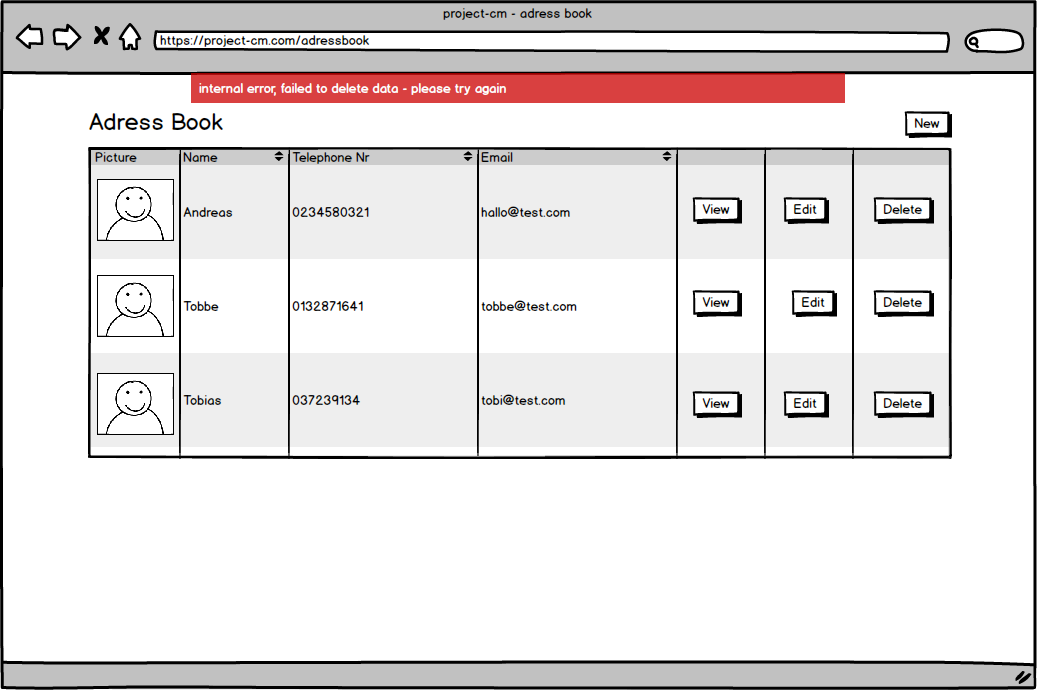 project-cm - adress book
https://project-cm.com/adressbook
internal error, failed to delete data - please try again
Adress Book
New
Picture Name Telephone Nr Email
Andreas 0234580321 hallo@test.com View Edit Delete
Tobbe 0132871641 tobbe@test.com View Edit Delete
Tobias 037239134 tobi@test.com View Edit Delete